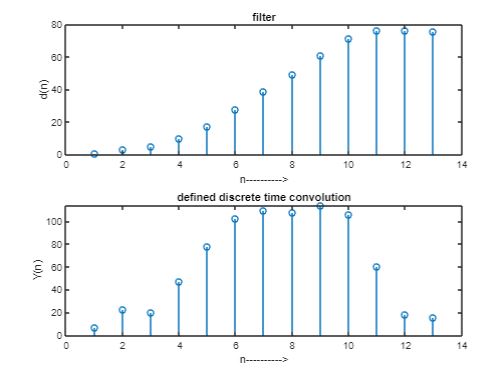 filter
80
60
40
20
0
d(n)
0 2 4 6 8 10 12 14
n---------->
defined discrete time convolution
100
80
60
40
20
0
Y(n)
0 2 4 6 8 10 12 14
n---------->